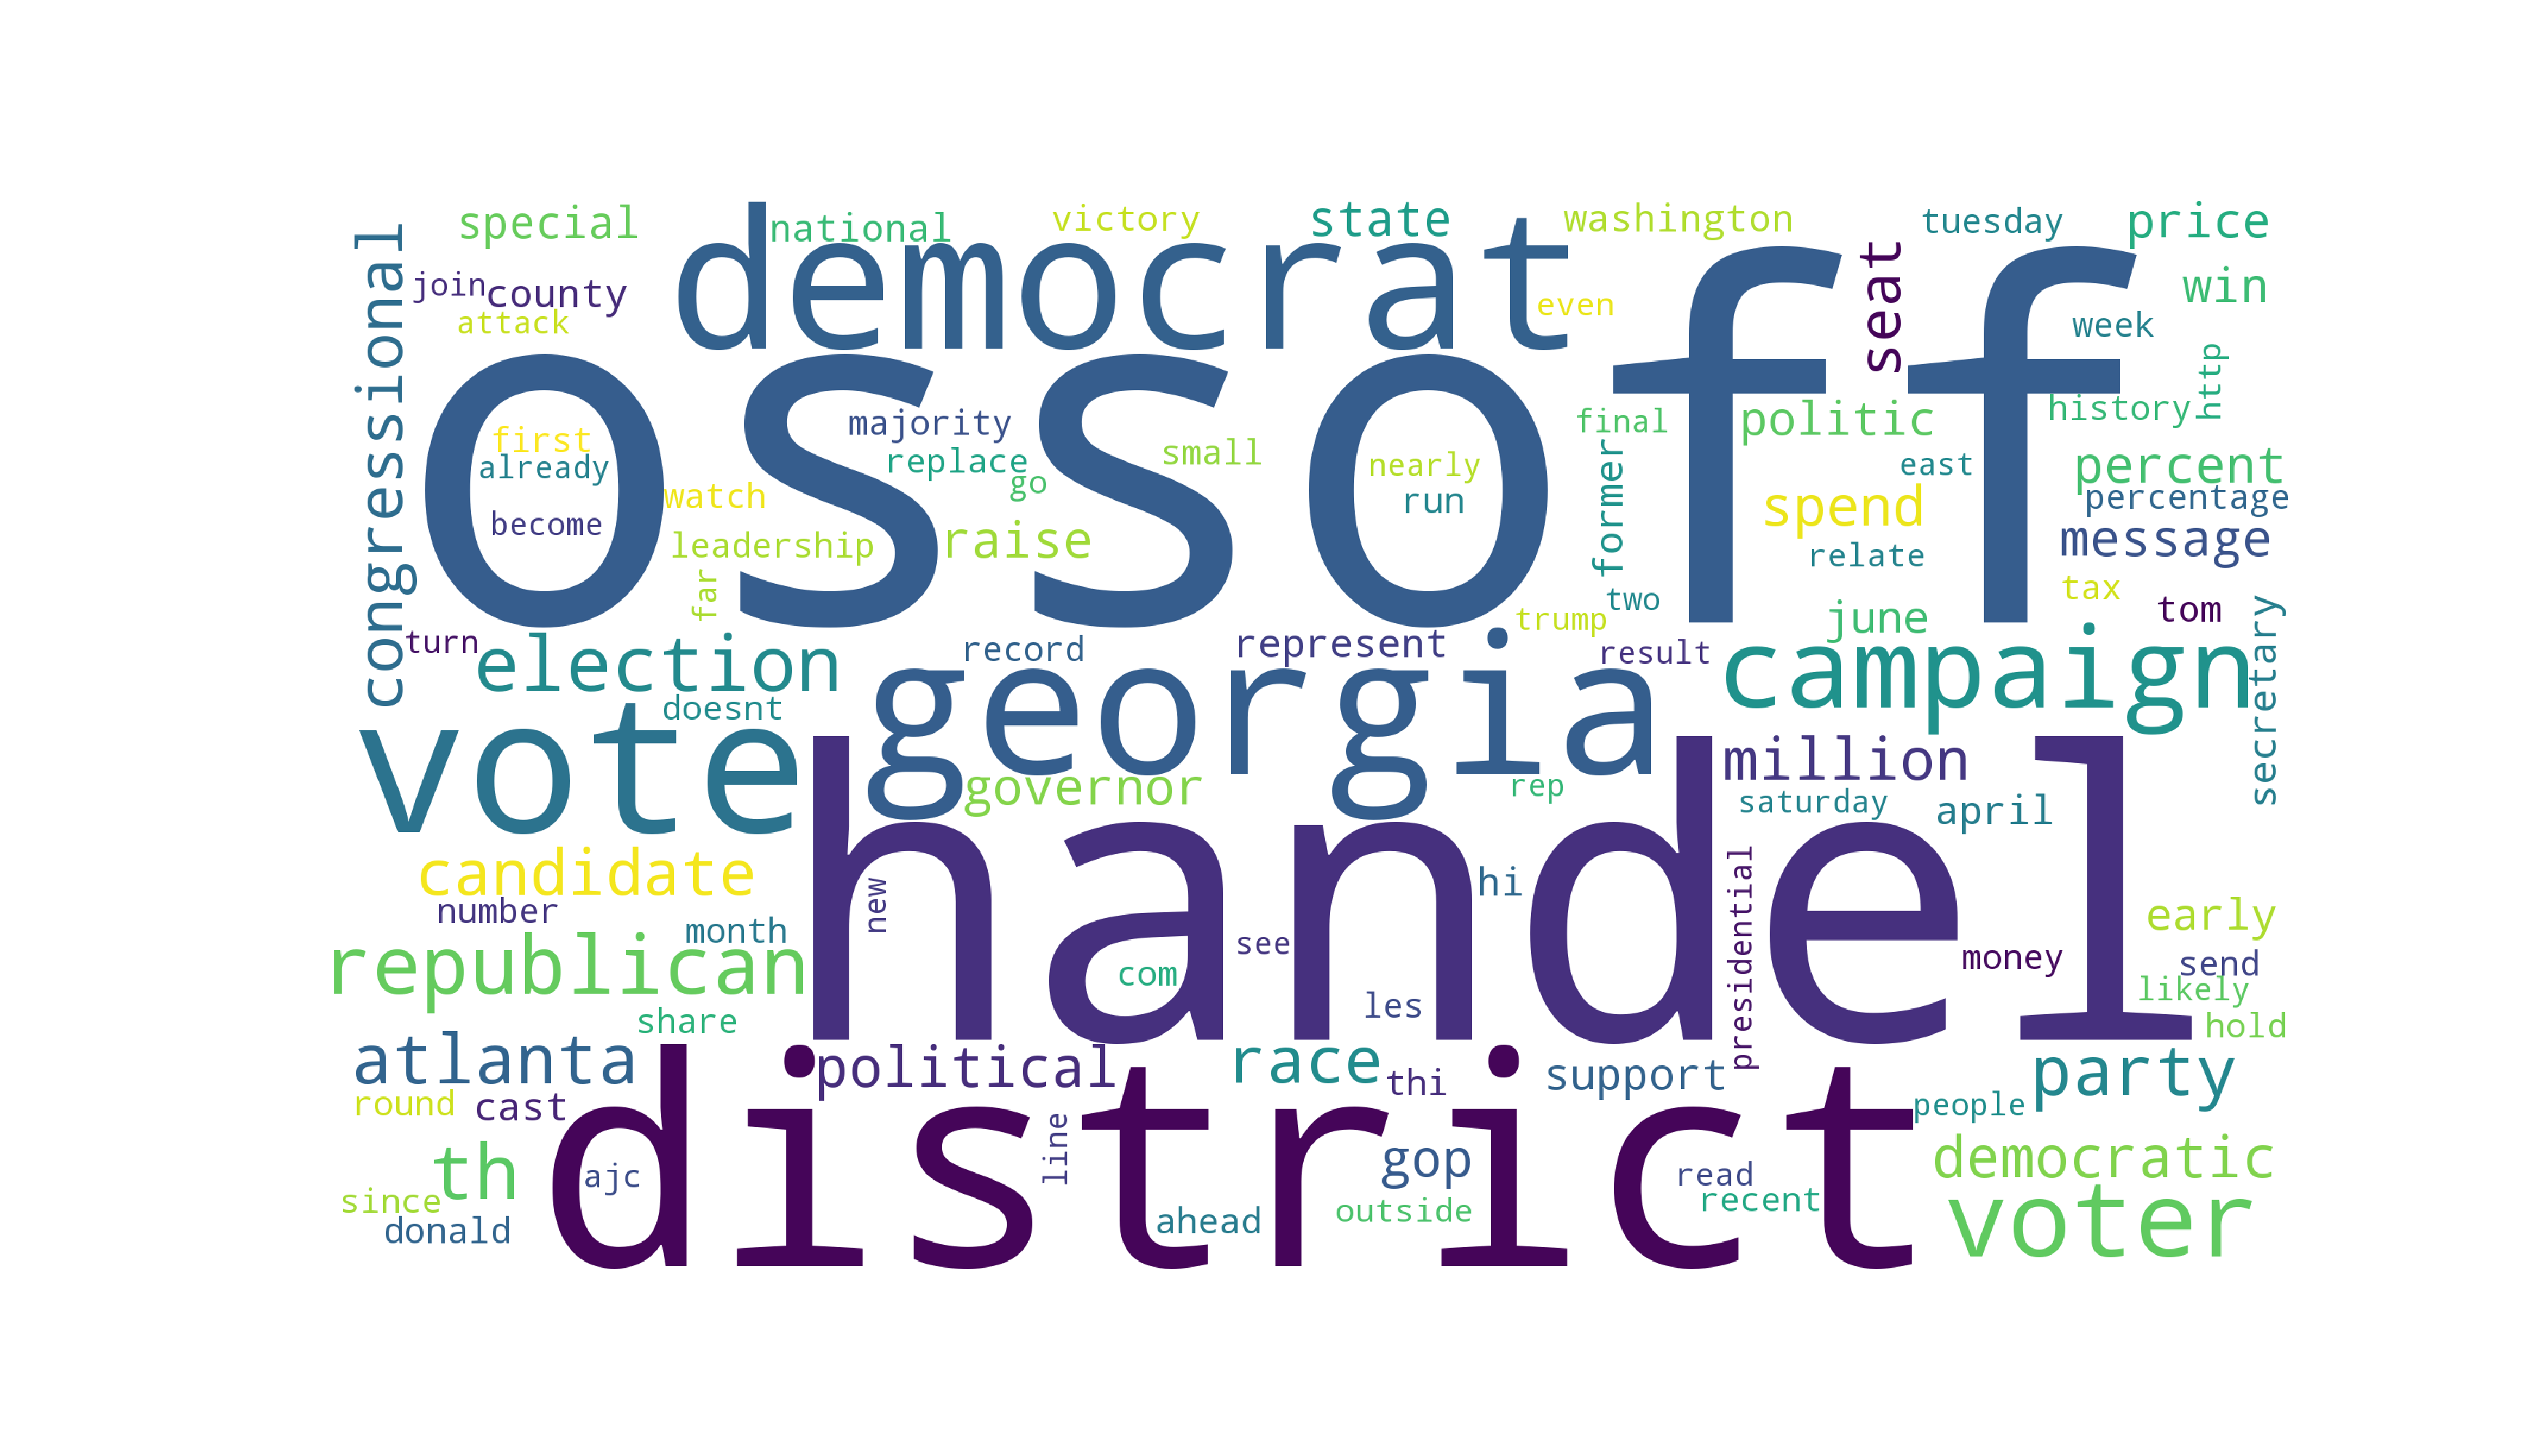 special
national
victory
state
washington
tuesday
price
democrat
congressional
join
county
attack
even
seat
win
week
http
ossoff
first
already
become
majority
replace
go
small
nearly
run
watch
leadership
raise
far
final
former
politic
history
east
percent
percentage
spend
message
relate
tax
tom
two
trump
june
secretary
turn
election
record
represent
result
campaign
doesnt
georgia
vote
governor
rep
million
saturday
april
handel
candidate
number
month
new
hi
see
com
les
presidential
money
early
send
likely
hold
republican
share
atlanta
political
race
thi
support
party
round
cast
people
district
line
gop
read
recent
democratic
th
ajc
since
donald
ahead
outside
voter